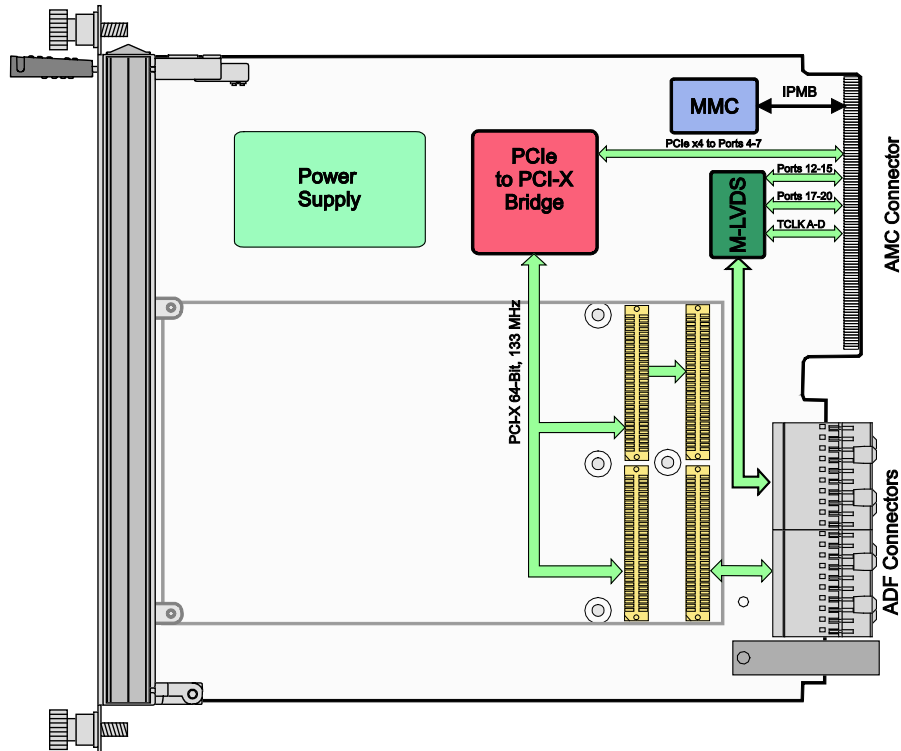 MMC
IPMB
PCIe x4 to Ports 4-7
PCIe
to PCI-X
Bridge
Power
Supply
Ports 12-15
Ports 17-20
TCLK A-D
M-LVDS
AMC Connector
PCI-X 64-Bit, 133 MHz
ADF Connectors